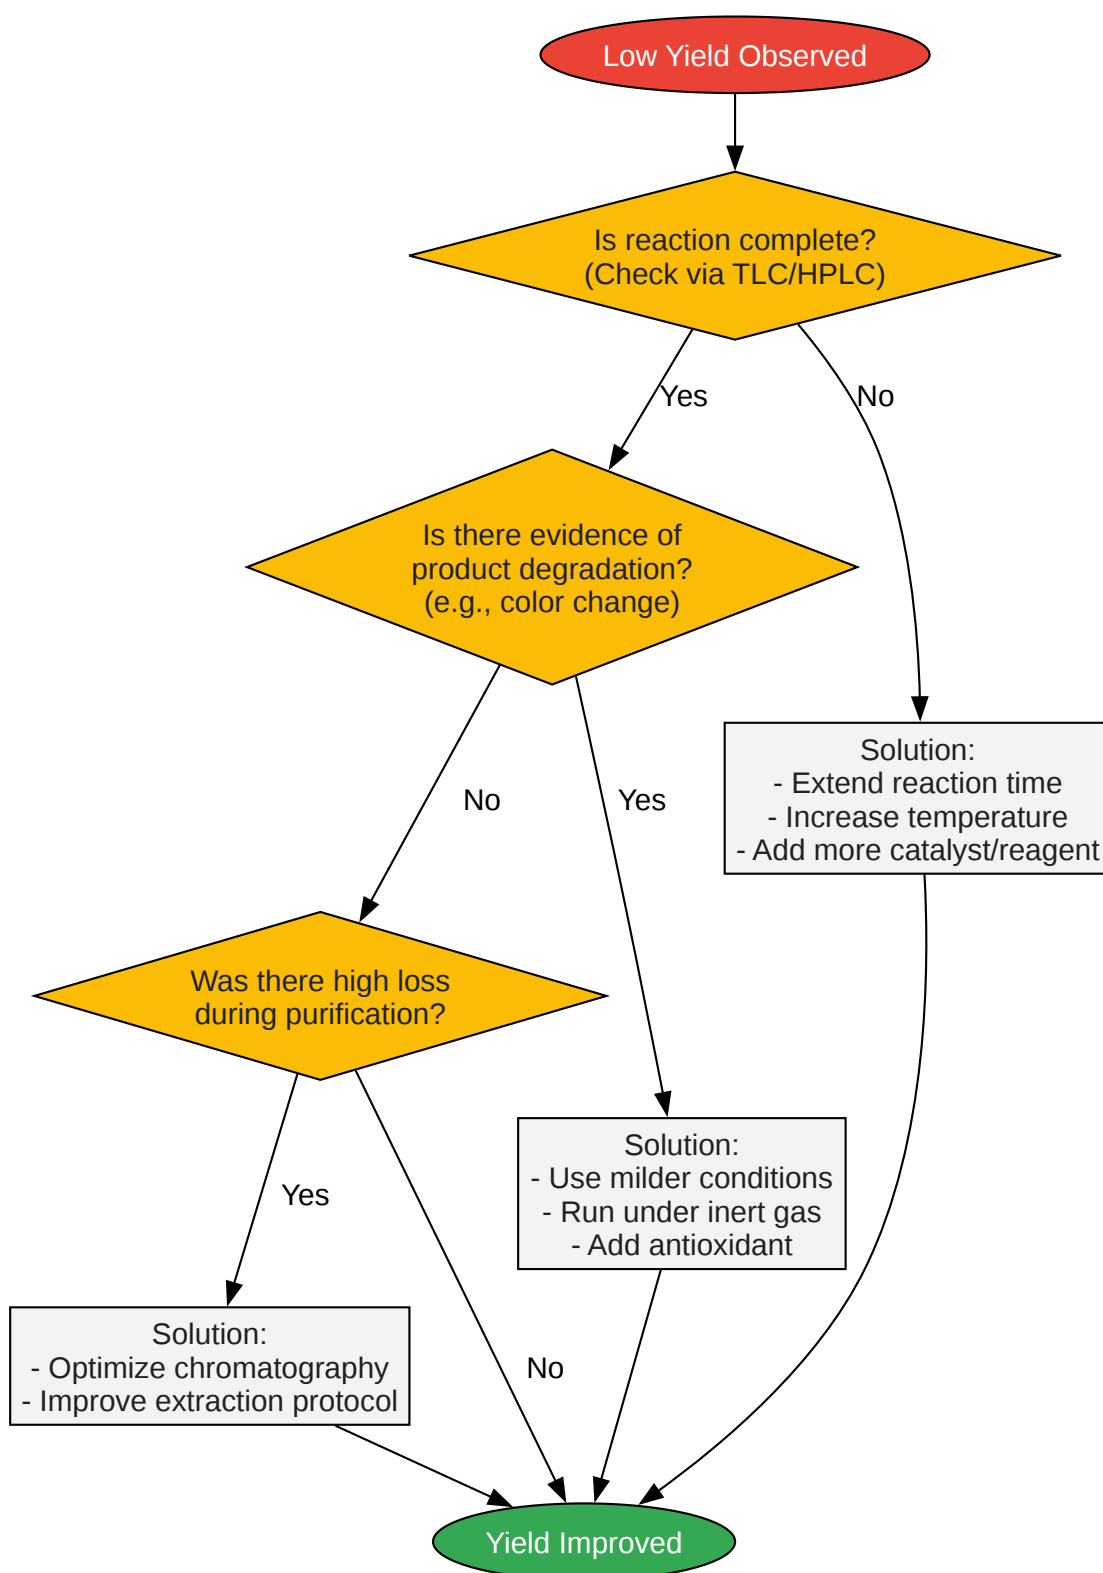 Low Yield Observed
Is reaction complete?
(Check via TLC/HPLC)
Yes
No
Is there evidence of
product degradation?
(e.g., color change)
Solution:
- Extend reaction time
- Increase temperature
- Add more catalyst/reagent
No
Yes
Was there high loss
during purification?
Solution:
- Use milder conditions
- Run under inert gas
- Add antioxidant
Yes
No
Solution:
- Optimize chromatography
- Improve extraction protocol
Yield Improved